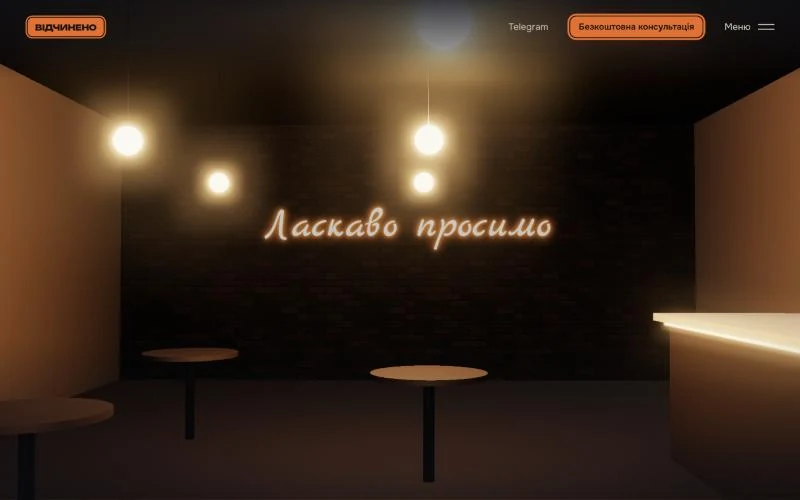 ВІДЧИНЕНО
Telegram
Безкоштовна консультація
Меню
Ласкаво просимо